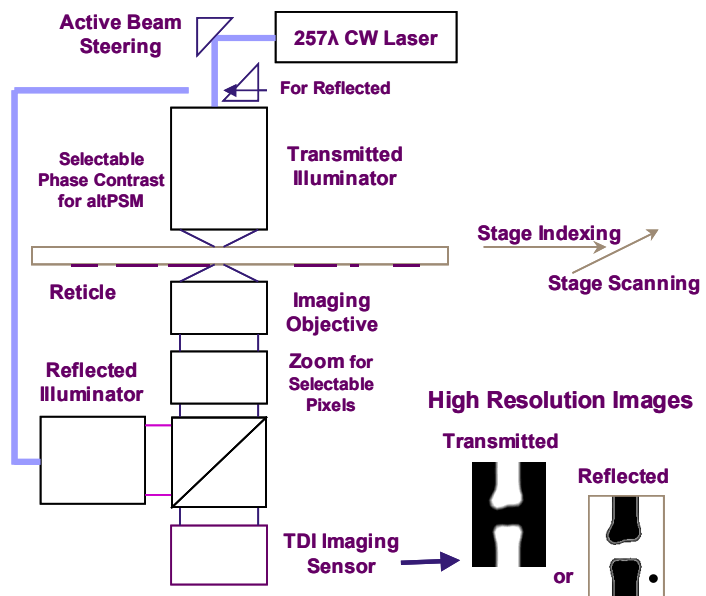 Active Beam
Steering
257λ CW Laser
For Reflected
Selectable
Phase Contrast
for altPSM
Transmitted
Illuminator
Stage Indexing
Stage Scanning
Reticle
Imaging
Objective
Reflected
Illuminator
Zoom for
Selectable
Pixels
High Resolution Images
Transmitted
Reflected
TDI Imaging
Sensor
or